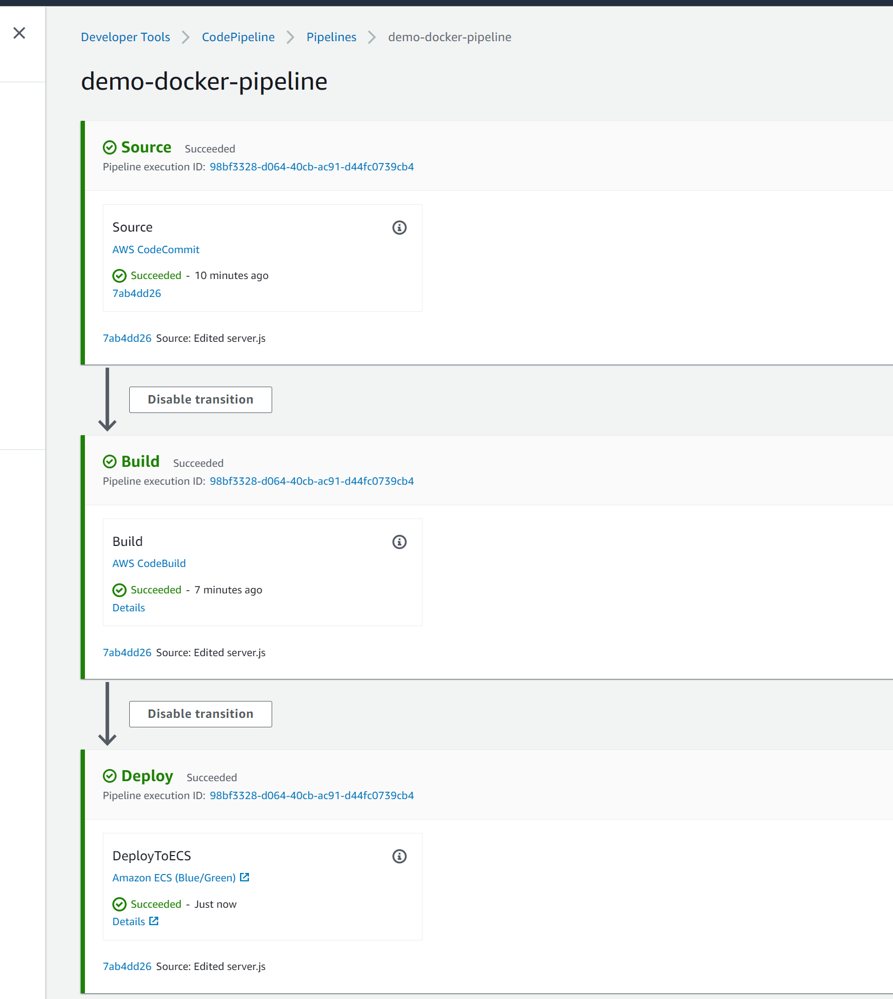 Developer Tools > CodePipeline > Pipelines > demo-docker-pipeline
demo-docker-pipeline
Source Succeeded
Pipeline execution ID: 98bf3328-d064-40cb-ac91-d44fc0739cb4
Source
AWS CodeCommit
Succeeded - 10 minutes ago
7ab4dd26
7ab4dd26 Source: Edited server.js
Disable transition
Build Succeeded
Pipeline execution ID: 98bf3328-d064-40cb-ac91-d44fc0739cb4
Build
AWS CodeBuild
Succeeded - 7 minutes ago
Details
7ab4dd26 Source: Edited server.js
Disable transition
Deploy Succeeded
Pipeline execution ID: 98bf3328-d064-40cb-ac91-d44fc0739cb4
DeployToECS
Amazon ECS (Blue/Green)
Succeeded - Just now
Details
7ab4dd26 Source: Edited server.js